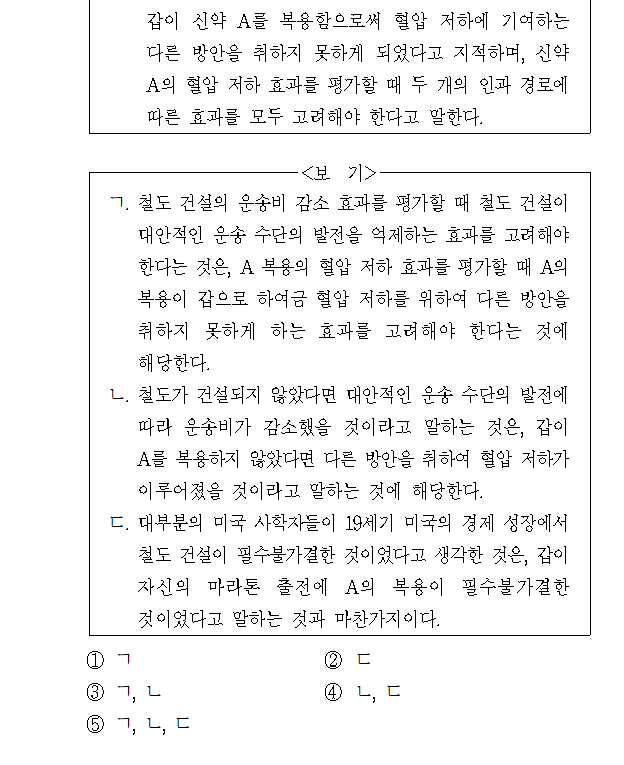 갑이 신약 A를 복용함으로써 혈압 저하에 기여하는
다른 방안을 취하지 못하게 되었다고 지적하며, 신약
A의 혈압 저하 효과를 평가할 때 두 개의 인과 경로에
따른 효과를 모두 고려해야 한다고 말한다.
<보 기>
ㄱ. 철도 건설의 운송비 감소 효과를 평가할 때 철도 건설이
대안적인 운송 수단의 발전을 억제하는 효과를 고려해야
한다는 것은, A 복용의 혈압 저하 효과를 평가할 때 A의
복용이 갑으로 하여금 혈압 저하를 위하여 다른 방안을
취하지 못하게 하는 효과를 고려해야 한다는 것에
해당한다.
ㄴ. 철도가 건설되지 않았다면 대안적인 운송 수단의 발전에
따라 운송비가 감소했을 것이라고 말하는 것은, 갑이
A를 복용하지 않았다면 다른 방안을 취하여 혈압 저하가
이루어졌을 것이라고 말하는 것에 해당한다.
ㄷ. 대부분의 미국 사학자들이 19세기 미국의 경제 성장에서
철도 건설이 필수불가결한 것이었다고 생각한 것은, 갑이
자신의 마라톤 출전에 A의 복용이 필수불가결한
것이었다고 말하는 것과 마찬가지이다.
① ㄱ ② ㄷ
③ ㄱ, ㄴ ④ ㄴ, ㄷ
⑤ ㄱ, ㄴ, ㄷ